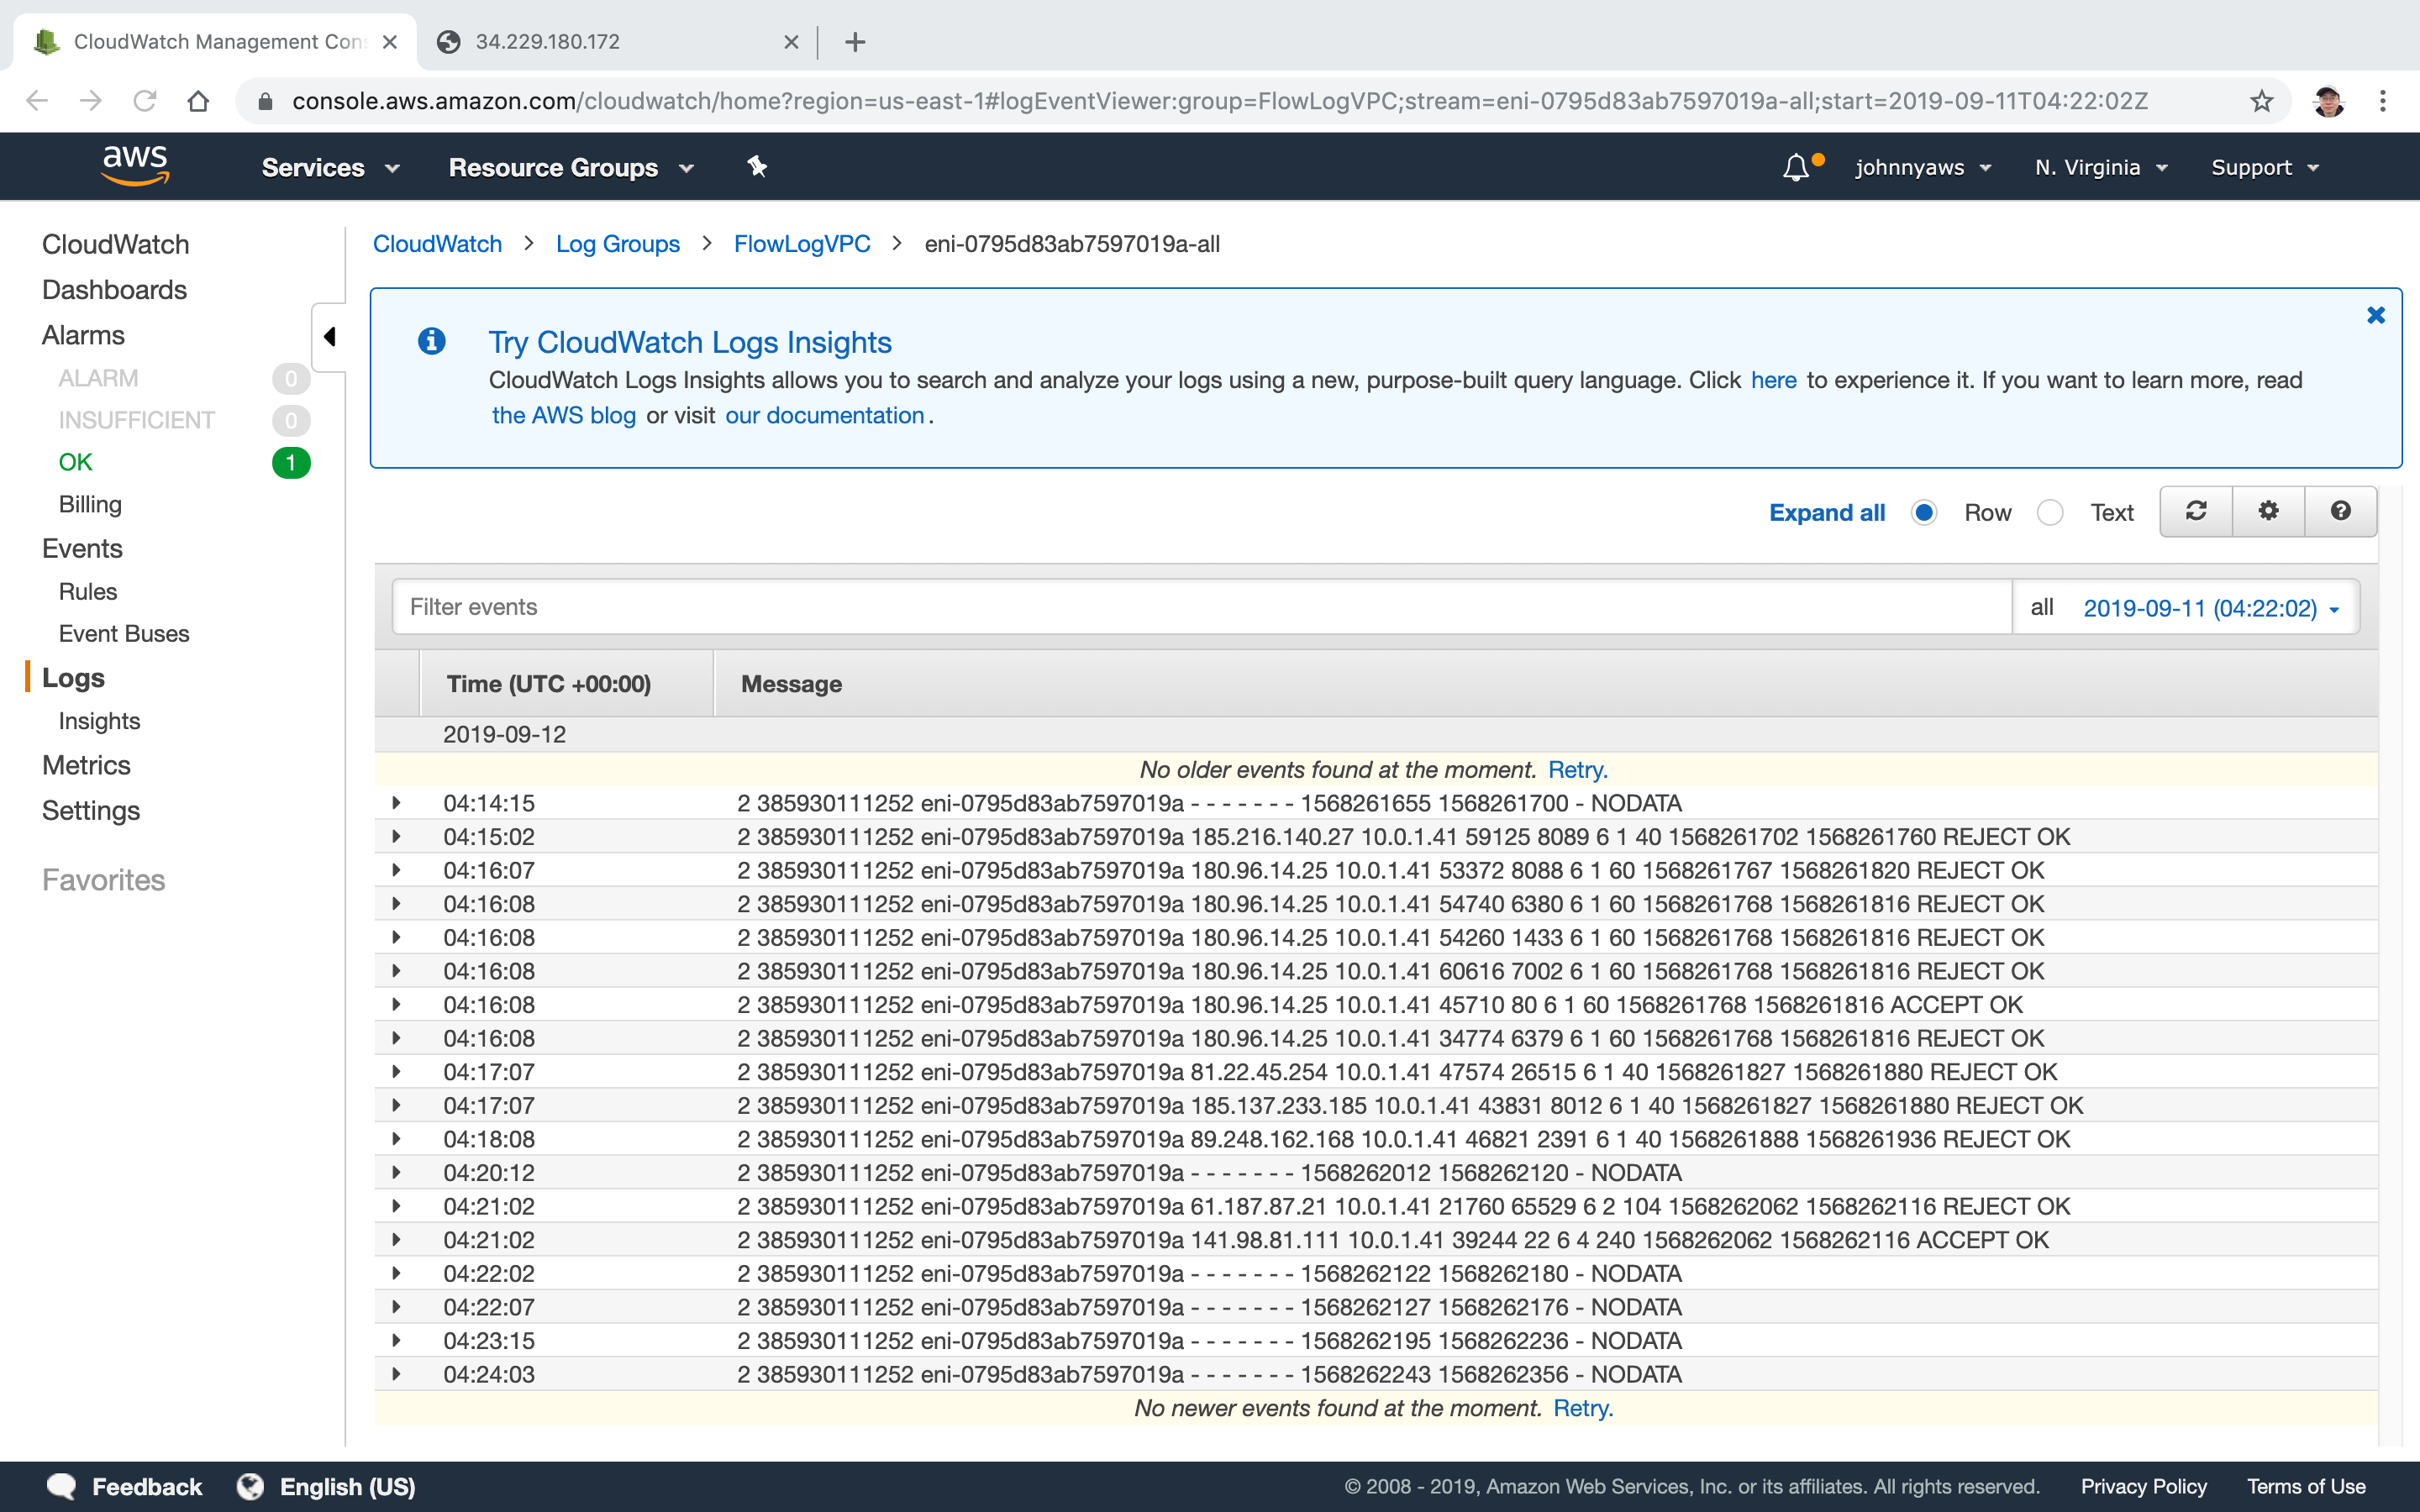 CloudWatch Management Con
34.229.180.172
console.aws.amazon.com/cloudwatch/home?region=us-east-1#logEventViewer:group=FlowLogVPC;stream=eni-0795d83ab7597019a-all;start=2019-09-11T04:22:02Z
aws Services Resource Groups johnnyaws N. Virginia Support
CloudWatch
Dashboards
Alarms
ALARM 0
INSUFFICIENT 0
OK 1
Billing
Events
Rules
Event Buses
Logs
Insights
Metrics
Settings
Favorites
CloudWatch > Log Groups > FlowLogVPC > eni-0795d83ab7597019a-all
Try CloudWatch Logs Insights
CloudWatch Logs Insights allows you to search and analyze your logs using a new, purpose-built query language. Click here to experience it. If you want to learn more, read
the AWS blog or visit our documentation.
Expand all Row Text
Filter events all 2019-09-11 (04:22:02)
Time (UTC +00:00) Message
2019-09-12
No older events found at the moment. Retry.
04:14:15 2 385930111252 eni-0795d83ab7597019a - - - - - - - 1568261655 1568261700 - NODATA
04:15:02 2 385930111252 eni-0795d83ab7597019a 185.216.140.27 10.0.1.41 59125 8089 6 1 40 1568261702 1568261760 REJECT OK
04:16:07 2 385930111252 eni-0795d83ab7597019a 180.96.14.25 10.0.1.41 53372 8088 6 1 60 1568261767 1568261820 REJECT OK
04:16:08 2 385930111252 eni-0795d83ab7597019a 180.96.14.25 10.0.1.41 54740 6380 6 1 60 1568261768 1568261816 REJECT OK
04:16:08 2 385930111252 eni-0795d83ab7597019a 180.96.14.25 10.0.1.41 54260 1433 6 1 60 1568261768 1568261816 REJECT OK
04:16:08 2 385930111252 eni-0795d83ab7597019a 180.96.14.25 10.0.1.41 60616 7002 6 1 60 1568261768 1568261816 REJECT OK
04:16:08 2 385930111252 eni-0795d83ab7597019a 180.96.14.25 10.0.1.41 45710 80 6 1 60 1568261768 1568261816 ACCEPT OK
04:16:08 2 385930111252 eni-0795d83ab7597019a 180.96.14.25 10.0.1.41 34774 6379 6 1 60 1568261768 1568261816 REJECT OK
04:17:07 2 385930111252 eni-0795d83ab7597019a 81.22.45.254 10.0.1.41 47574 26515 6 1 40 1568261827 1568261880 REJECT OK
04:17:07 2 385930111252 eni-0795d83ab7597019a 185.137.233.185 10.0.1.41 43831 8012 6 1 40 1568261827 1568261880 REJECT OK
04:18:08 2 385930111252 eni-0795d83ab7597019a 89.248.162.168 10.0.1.41 46821 2391 6 1 40 1568261888 1568261936 REJECT OK
04:20:12 2 385930111252 eni-0795d83ab7597019a - - - - - - - 1568262012 1568262120 - NODATA
04:21:02 2 385930111252 eni-0795d83ab7597019a 61.187.87.21 10.0.1.41 21760 65529 6 2 104 1568262062 1568262116 REJECT OK
04:21:02 2 385930111252 eni-0795d83ab7597019a 141.98.81.111 10.0.1.41 39244 22 6 4 240 1568262062 1568262116 ACCEPT OK
04:22:02 2 385930111252 eni-0795d83ab7597019a - - - - - - - 1568262122 1568262180 - NODATA
04:22:07 2 385930111252 eni-0795d83ab7597019a - - - - - - - 1568262127 1568262176 - NODATA
04:23:15 2 385930111252 eni-0795d83ab7597019a - - - - - - - 1568262195 1568262236 - NODATA
04:24:03 2 385930111252 eni-0795d83ab7597019a - - - - - - - 1568262243 1568262356 - NODATA
No newer events found at the moment. Retry.
Feedback English (US) © 2008 - 2019, Amazon Web Services, Inc. or its affiliates. All rights reserved. Privacy Policy Terms of Use